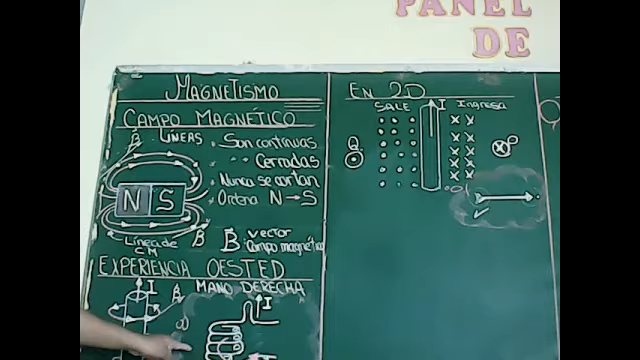 PANEL
DE
MAGNETISMO
CAMPO MAGNÉTICO
B LÍNEAS
• Son continuas
• " " Cerradas
• Nunca se cortan
• Ordena N → S
N S
Línea de
CM
B
B vector
Campo magnético
EXPERIENCIA OESTED
MANO DERECHA
I
I
a)
EN 2D
SALE I Ingresa
Q
P